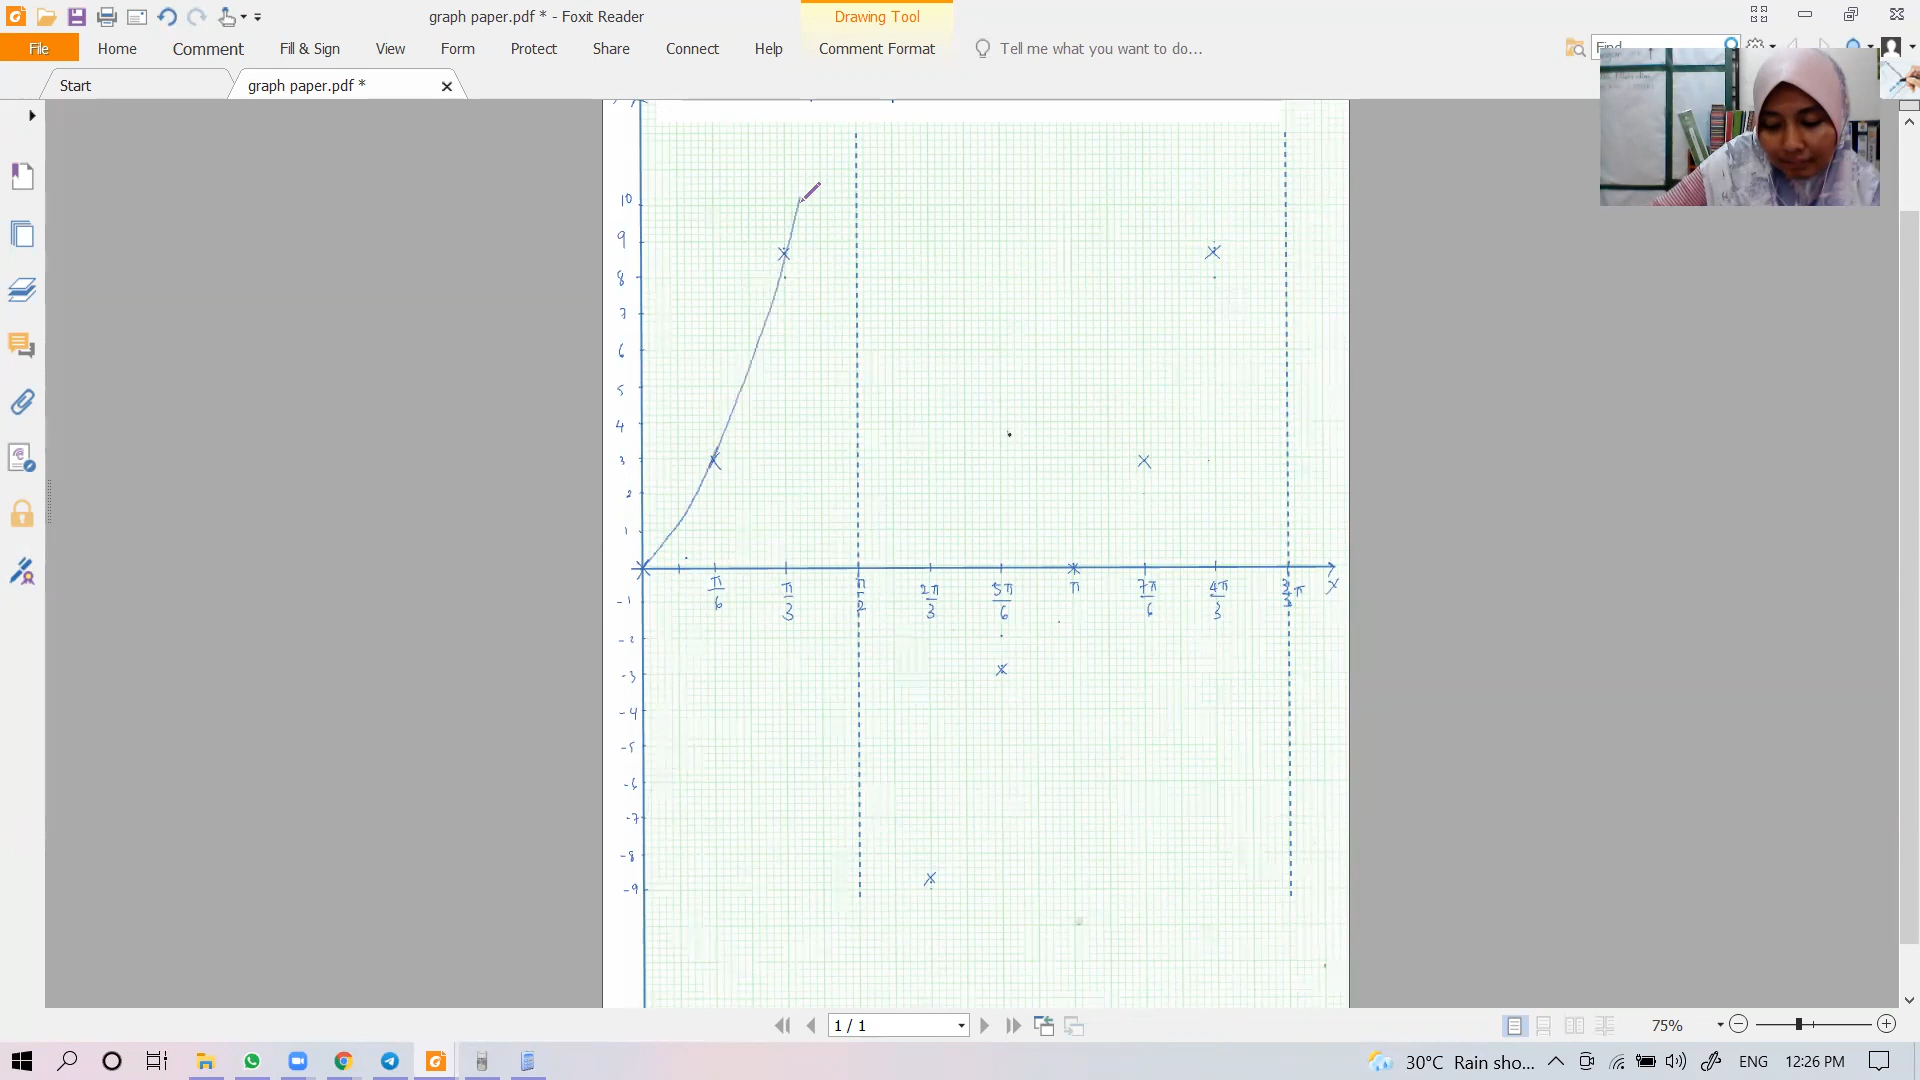 graph paper.pdf * - Foxit Reader
Drawing Tool
File Home Comment Fill & Sign View Form Protect Share Connect Help Comment Format Tell me what you want to do... Find
Start graph paper.pdf *
10
9
8
7
6
5
4
3
2
1
π/6 π/3 π/2 2π/3 5π/6 π 7π/6 4π/3 3/2π x
-1
-2
-3
-4
-5
-6
-7
-8
-9
1 / 1 75%
30°C Rain sho... ENG 12:26 PM